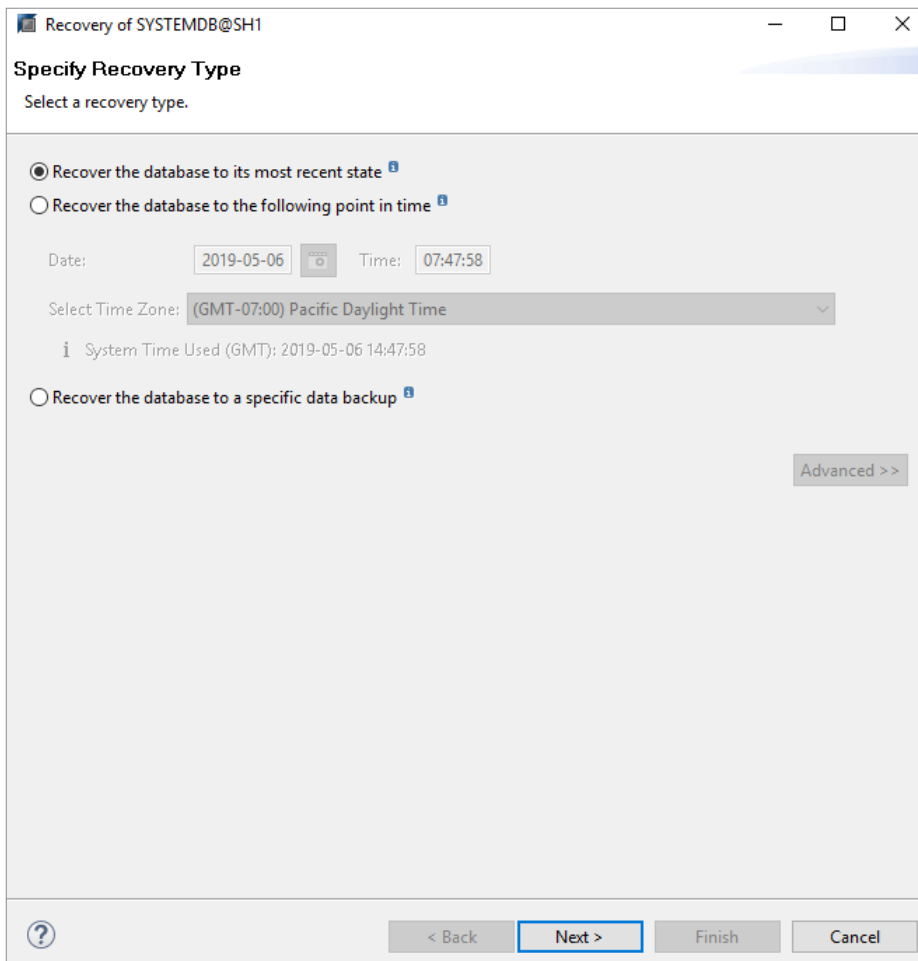 Recovery of SYSTEMDB@SH1
Specify Recovery Type
Select a recovery type.
Recover the database to its most recent state
Recover the database to the following point in time
Date: 2019-05-06 Time: 07:47:58
Select Time Zone: (GMT-07:00) Pacific Daylight Time
i System Time Used (GMT): 2019-05-06 14:47:58
Recover the database to a specific data backup
Advanced >>
? < Back Next > Finish Cancel